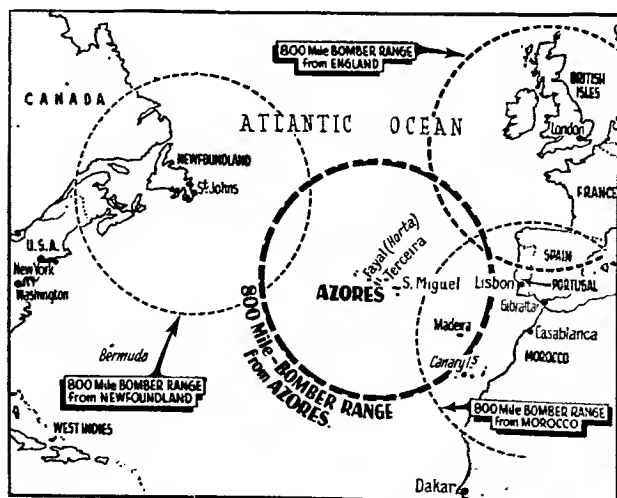 800 Mile BOMBER RANGE
from ENGLAND
CANADA
BRITISH
ISLES
London
ATLANTIC OCEAN
NEWFOUNDLAND
St. Johns
FRANCE
U.S.A.
New York
Washington
Fayal (Horta)
Terceira
AZORES
S. Miguel
Lisbon
SPAIN
PORTUGAL
Gibraltar
Madeira
Casablanca
MOROCCO
Canary Is
Bermuda
800 Mile BOMBER RANGE
from NEWFOUNDLAND
800 Mile-BOMBER RANGE
from AZORES.
800 Mile BOMBER RANGE
from MOROCCO
WEST INDIES
Dakar